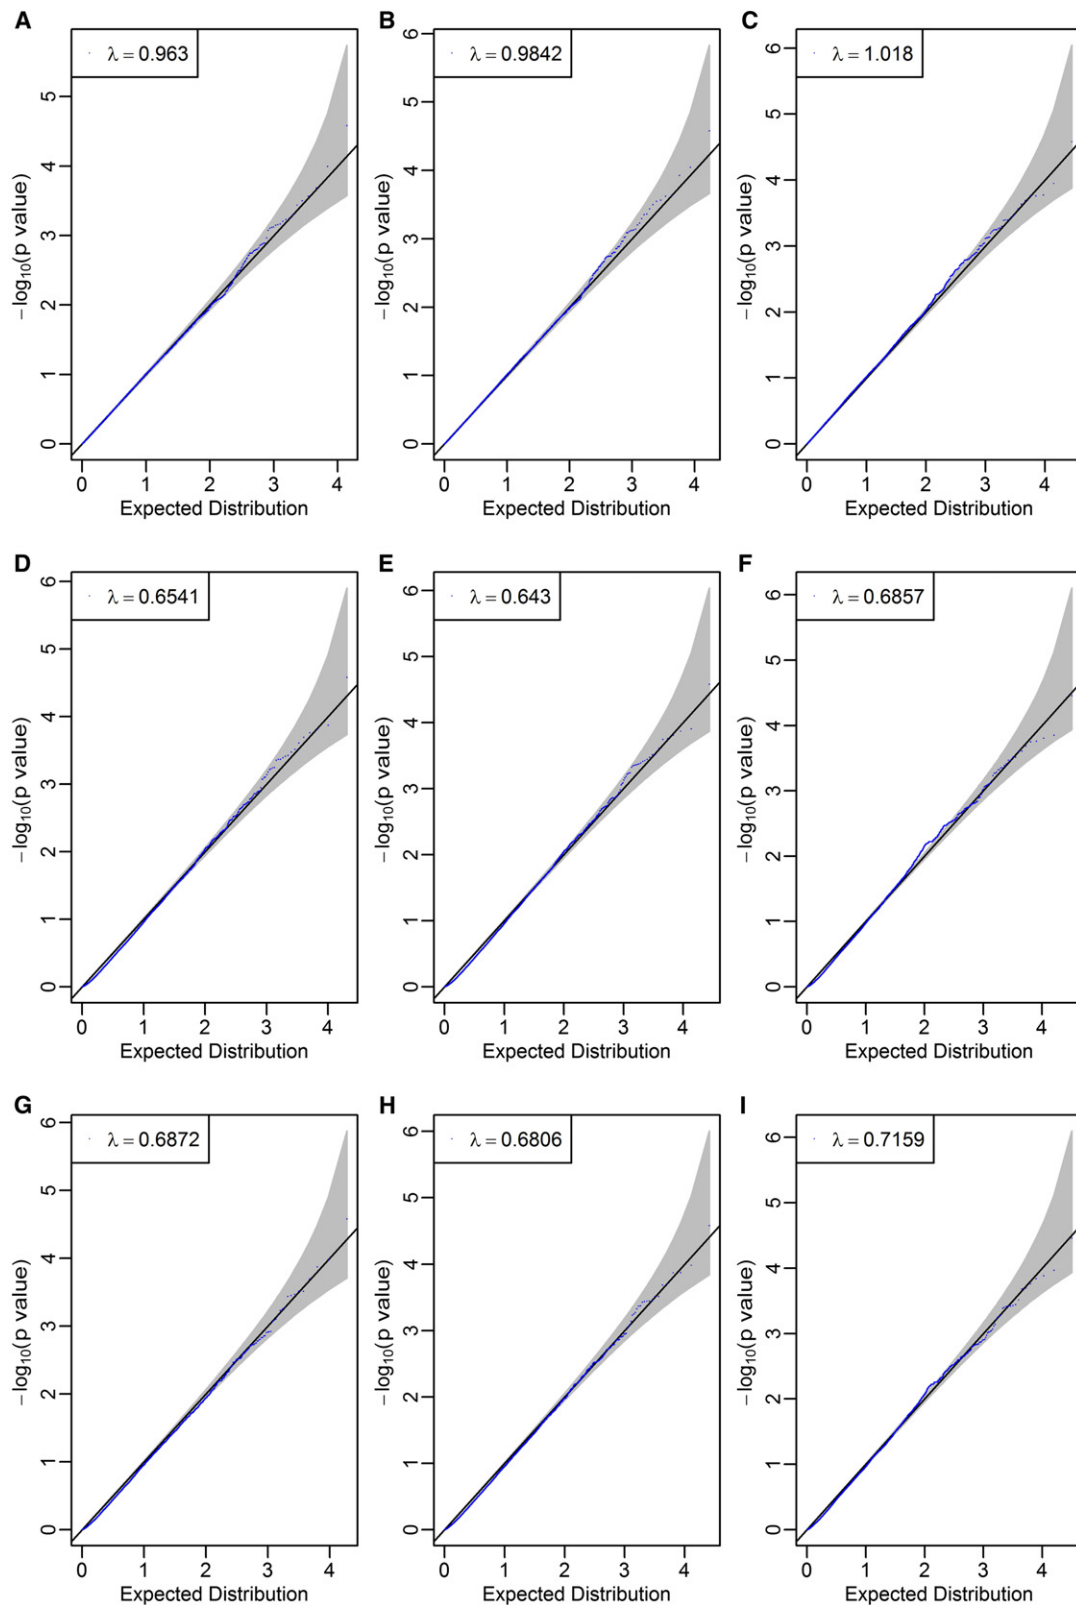 A
λ = 0.963
−log10(p value)
5
4
3
2
1
0
0 1 2 3 4
Expected Distribution
B
λ = 0.9842
−log10(p value)
6
5
4
3
2
1
0
0 1 2 3 4
Expected Distribution
C
λ = 1.018
−log10(p value)
6
5
4
3
2
1
0
0 1 2 3 4
Expected Distribution
D
λ = 0.6541
−log10(p value)
6
5
4
3
2
1
0
0 1 2 3 4
Expected Distribution
E
λ = 0.643
−log10(p value)
6
5
4
3
2
1
0
0 1 2 3 4
Expected Distribution
F
λ = 0.6857
−log10(p value)
6
5
4
3
2
1
0
0 1 2 3 4
Expected Distribution
G
λ = 0.6872
−log10(p value)
6
5
4
3
2
1
0
0 1 2 3 4
Expected Distribution
H
λ = 0.6806
−log10(p value)
6
5
4
3
2
1
0
0 1 2 3 4
Expected Distribution
I
λ = 0.7159
−log10(p value)
6
5
4
3
2
1
0
0 1 2 3 4
Expected Distribution